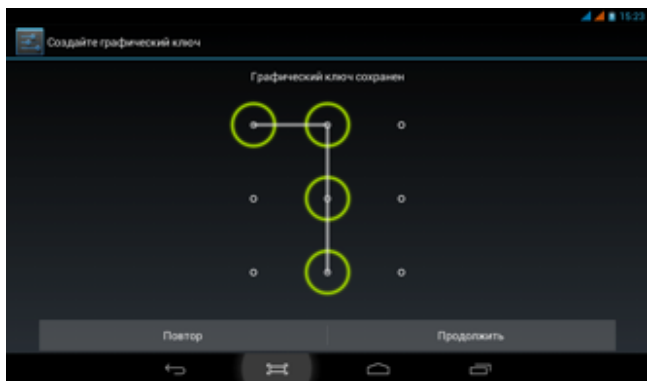 15:23
Создайте графический ключ
Графический ключ сохранен
Повтор
Продолжить